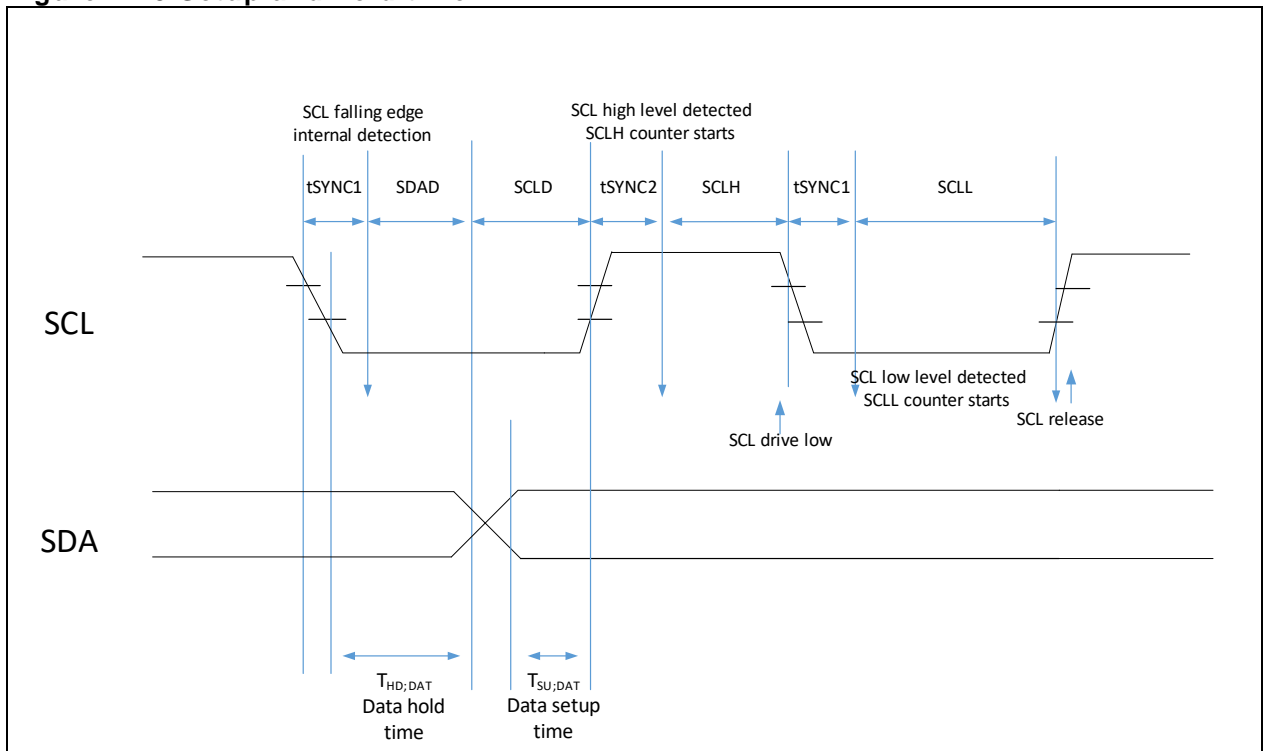 SCL falling edge
internal detection
SCL high level detected
SCLH counter starts
tSYNC1
SDAD
SCLD
tSYNC2
SCLH
tSYNC1
SCLL
SCL
SCL low level detected
SCLL counter starts
SCL release
SCL drive low
SDA
THD;DAT
Data hold
time
TSU;DAT
Data setup
time